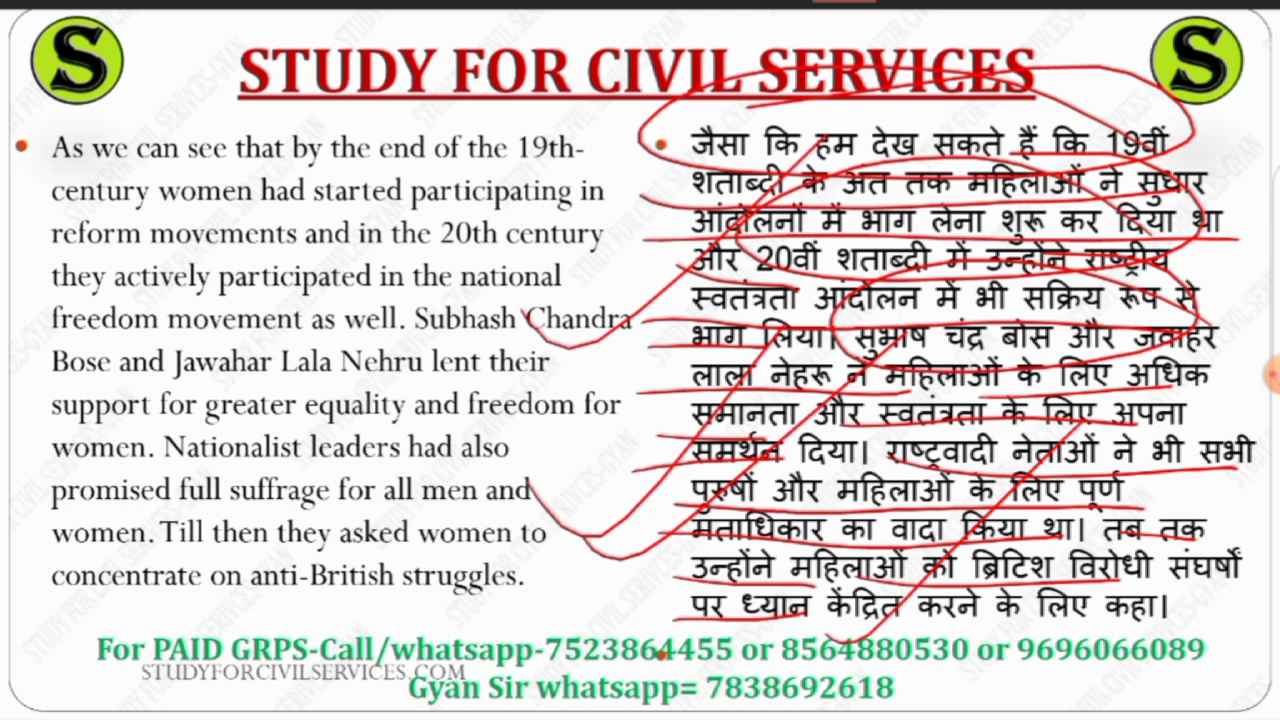 S
STUDY FOR CIVIL SERVICES
S
As we can see that by the end of the 19th-
century women had started participating in
reform movements and in the 20th century
they actively participated in the national
freedom movement as well. Subhash Chandra
Bose and Jawahar Lala Nehru lent their
support for greater equality and freedom for
women. Nationalist leaders had also
promised full suffrage for all men and
women. Till then they asked women to
concentrate on anti-British struggles.
जैसा कि हम देख सकते हैं कि 19वीं
शताब्दी के अंत तक महिलाओं ने सुधार
आंदोलनों में भाग लेना शुरू कर दिया था
और 20वीं शताब्दी में उन्होंने राष्ट्रीय
स्वतंत्रता आंदोलन में भी सक्रिय रूप से
भाग लिया। सुभाष चंद्र बोस और जवाहर
लाला नेहरू ने महिलाओं के लिए अधिक
समानता और स्वतंत्रता के लिए अपना
समर्थन दिया। राष्ट्रवादी नेताओं ने भी सभी
पुरुषों और महिलाओं के लिए पूर्ण
मताधिकार का वादा किया था। तब तक
उन्होंने महिलाओं को ब्रिटिश विरोधी संघर्षों
पर ध्यान केंद्रित करने के लिए कहा।
For PAID GRPS-Call/whatsapp-7523864455 or 8564880530 or 9696066089
STUDYFORCIVILSERVICES.COM
Gyan Sir whatsapp= 7838692618